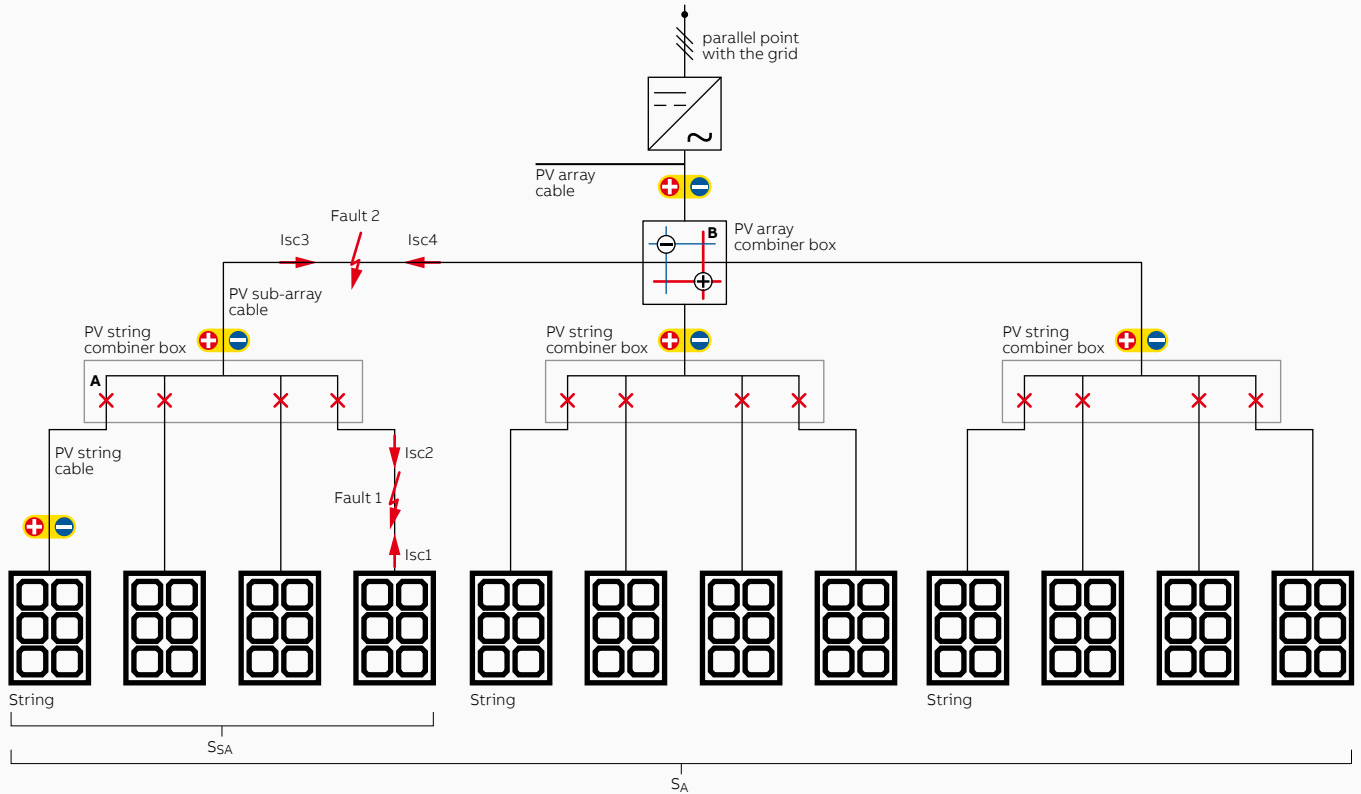 parallel point
with the grid
PV array
cable
Fault 2
Isc3
Isc4
B
PV array
combiner box
PV sub-array
cable
PV string
combiner box
PV string
combiner box
PV string
combiner box
A
PV string
cable
Isc2
Fault 1
Isc1
String
String
String
SSA
SA